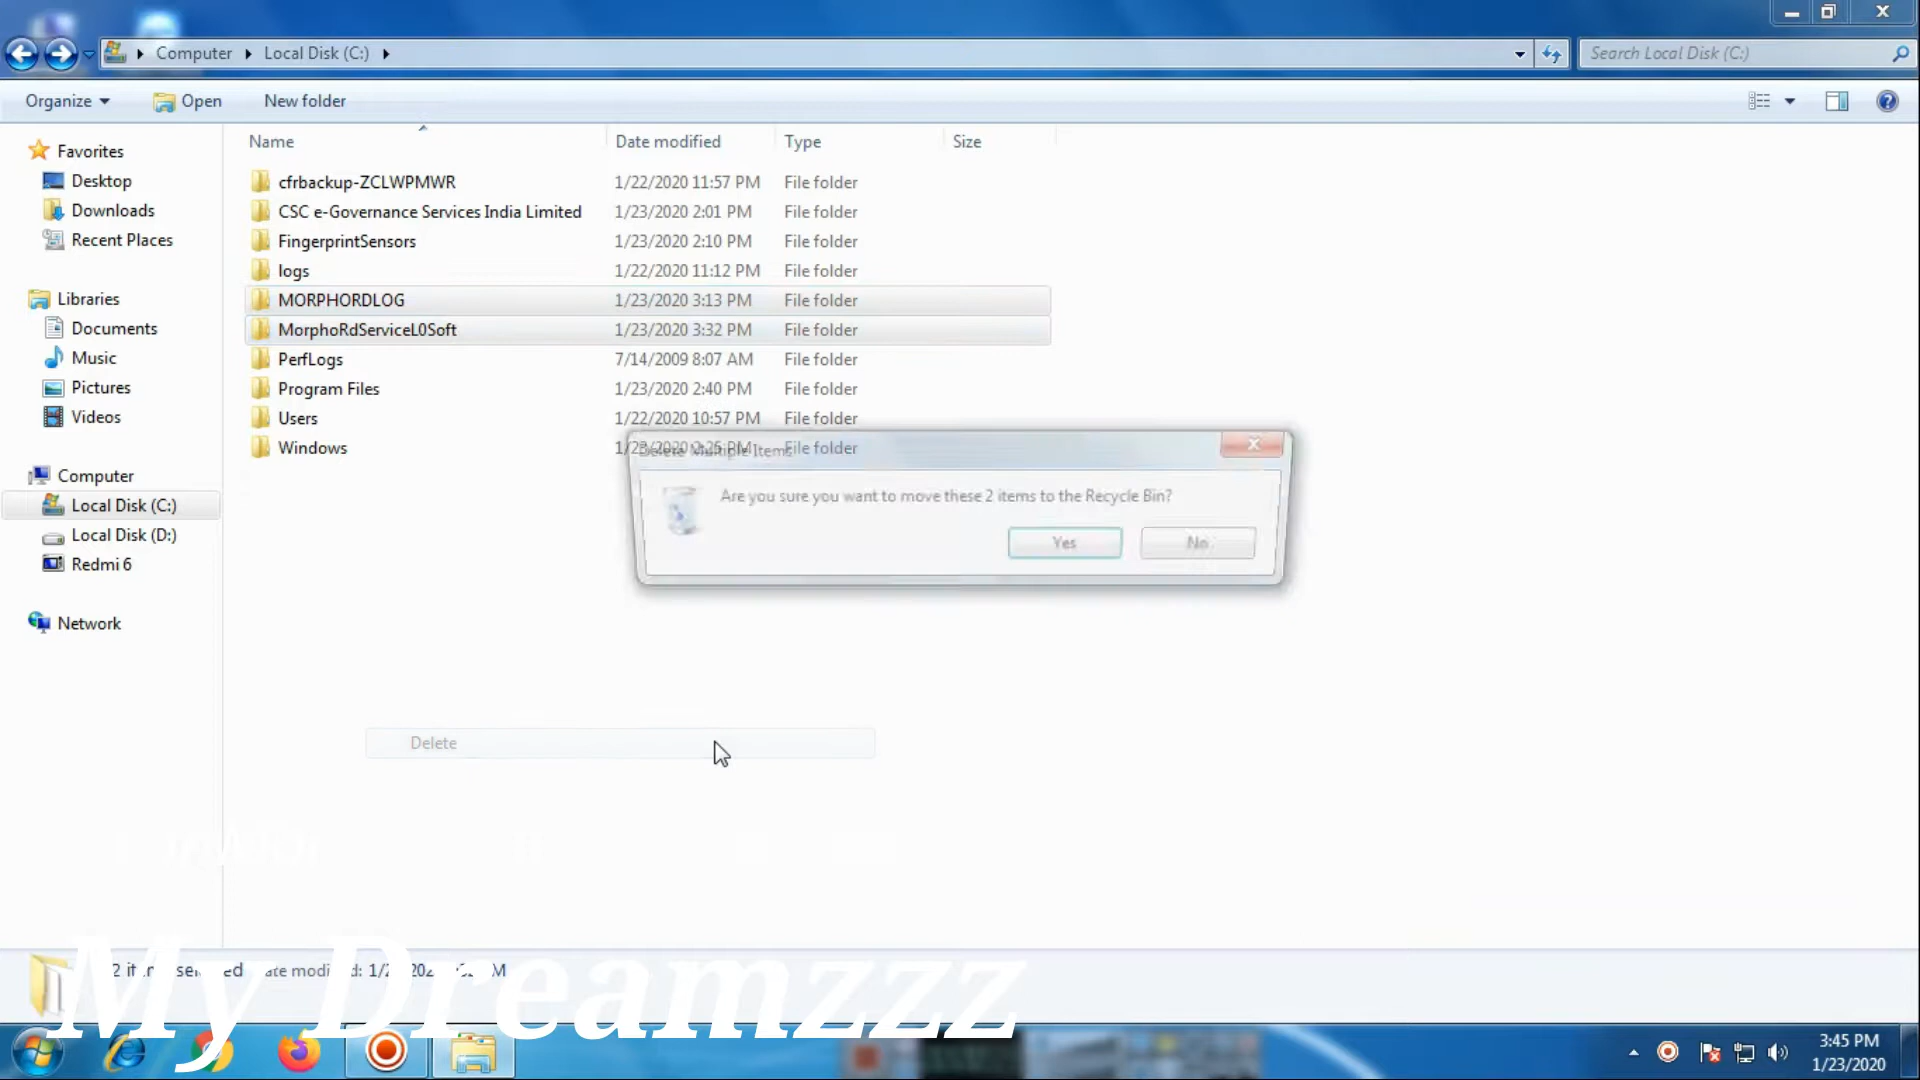 Computer Local Disk (C:)
Search Local Disk (C:)
Organize Open New folder
Name Date modified Type Size
Favorites
Desktop
Downloads
Recent Places
Libraries
Documents
Music
Pictures
Videos
Computer
Local Disk (C:)
Local Disk (D:)
Redmi 6
Network
cfrbackup-ZCLWPMWR 1/22/2020 11:57 PM File folder
CSC e-Governance Services India Limited 1/23/2020 2:01 PM File folder
FingerprintSensors 1/23/2020 2:10 PM File folder
logs 1/22/2020 11:12 PM File folder
MORPHORDLOG 1/23/2020 3:13 PM File folder
MorphoRdServiceL0Soft 1/23/2020 3:32 PM File folder
PerfLogs 7/14/2009 8:07 AM File folder
Program Files 1/23/2020 2:40 PM File folder
Users 1/22/2020 10:57 PM File folder
Windows File folder
Delete Multiple Items
Are you sure you want to move these 2 items to the Recycle Bin?
Yes No
Delete
2 items selected
My Dreamzzz
3:45 PM
1/23/2020